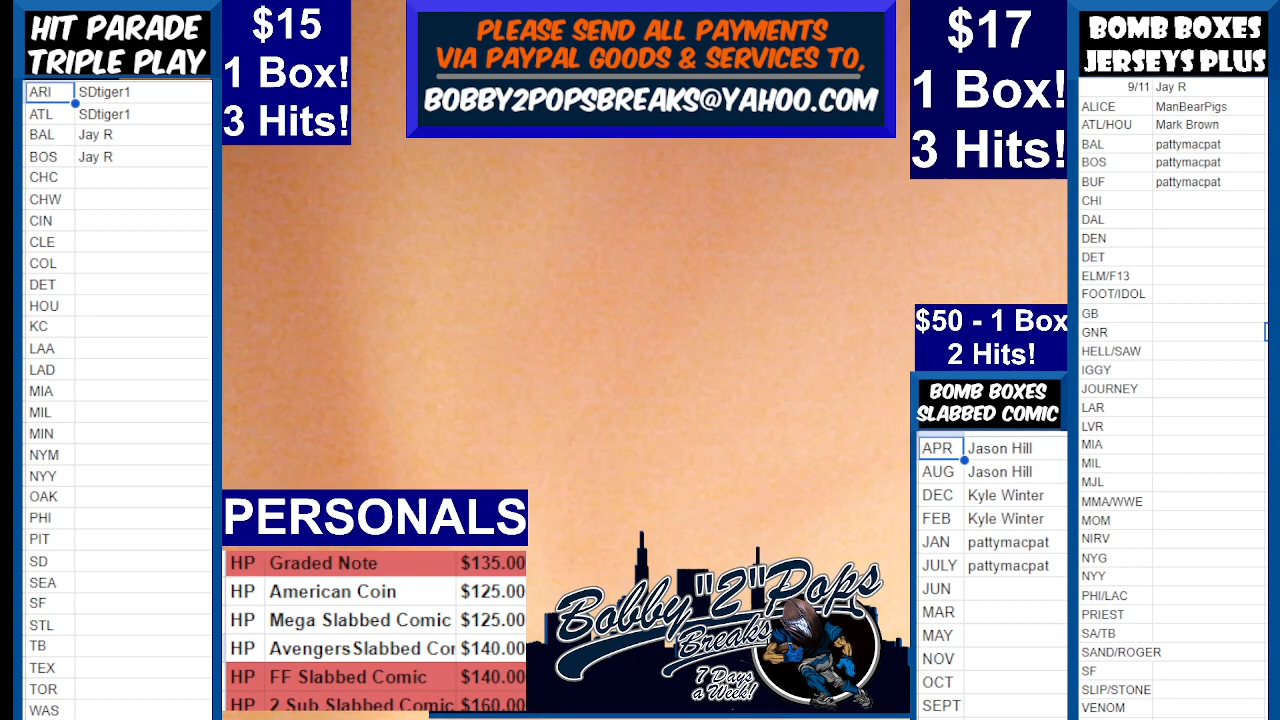 HIT PARADE
TRIPLE PLAY
ARI SDtiger1
ATL SDtiger1
BAL Jay R
BOS Jay R
CHC
CHW
CIN
CLE
COL
DET
HOU
KC
LAA
LAD
MIA
MIL
MIN
NYM
NYY
OAK
PHI
PIT
SD
SEA
SF
STL
TB
TEX
TOR
WAS
$15
1 Box!
3 Hits!
PLEASE SEND ALL PAYMENTS
VIA PAYPAL GOODS & SERVICES TO,
BOBBY2POPSBREAKS@YAHOO.COM
$17
1 Box!
3 Hits!
BOMB BOXES
JERSEYS PLUS
9/11 Jay R
ALICE ManBearPigs
ATL/HOU Mark Brown
BAL pattymacpat
BOS pattymacpat
BUF pattymacpat
CHI
DAL
DEN
DET
ELM/F13
FOOT/IDOL
GB
GNR
HELL/SAW
IGGY
JOURNEY
LAR
LVR
MIA
MIL
MJL
MMA/WWE
MOM
NIRV
NYG
NYY
PHI/LAC
PRIEST
SA/TB
SAND/ROGER
SF
SLIP/STONE
VENOM
$50 - 1 Box
2 Hits!
BOMB BOXES
SLABBED COMIC
APR Jason Hill
AUG Jason Hill
DEC Kyle Winter
FEB Kyle Winter
JAN pattymacpat
JULY pattymacpat
JUN
MAR
MAY
NOV
OCT
SEPT
PERSONALS
HP Graded Note $135.00
HP American Coin $125.00
HP Mega Slabbed Comic $125.00
HP Avengers Slabbed Cor $140.00
HP FF Slabbed Comic $140.00
HP 2 Sub Slabbed Comic $160.00
Bobby "2" Pops
Breaks
7 Days
a Week!